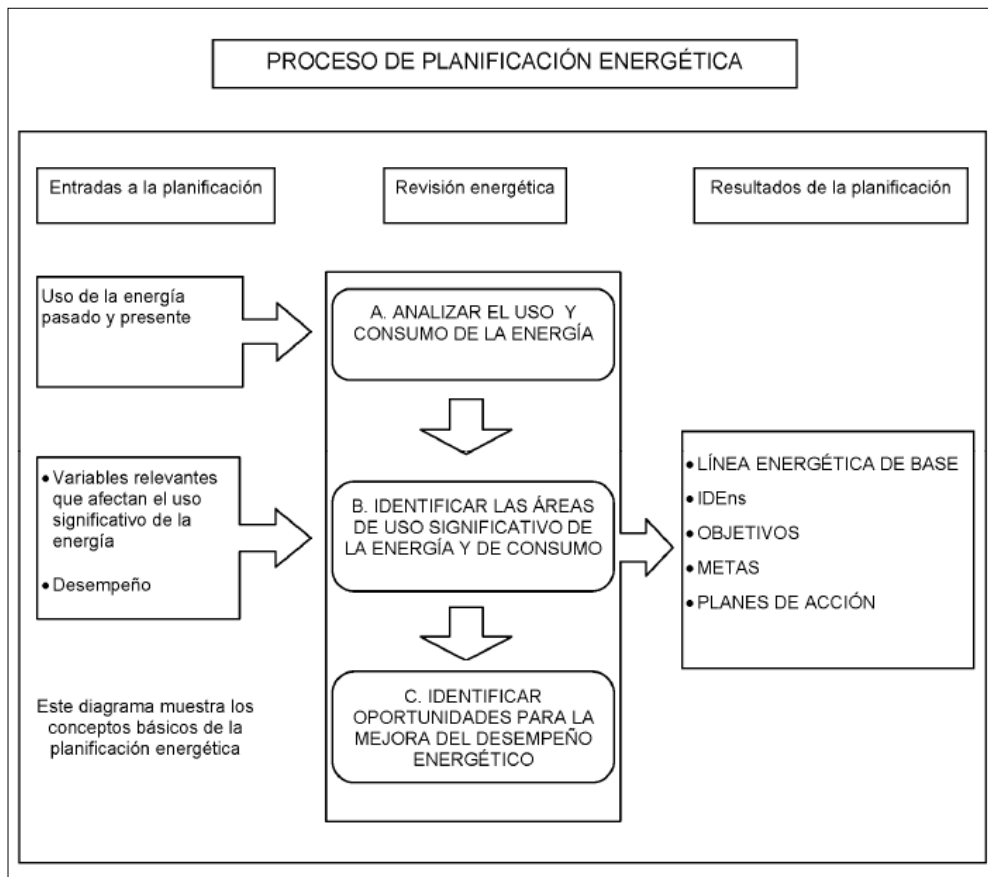 PROCESO DE PLANIFICACIÓN ENERGÉTICA
Entradas a la planificación
Revisión energética
Resultados de la planificación
Uso de la energía
pasado y presente
A. ANALIZAR EL USO Y
CONSUMO DE LA ENERGÍA
• Variables relevantes
que afectan el uso
significativo de la
energía
• Desempeño
B. IDENTIFICAR LAS ÁREAS
DE USO SIGNIFICATIVO DE
LA ENERGÍA Y DE CONSUMO
• LÍNEA ENERGÉTICA DE BASE
• IDEns
• OBJETIVOS
• METAS
• PLANES DE ACCIÓN
Este diagrama muestra los
conceptos básicos de la
planificación energética
C. IDENTIFICAR
OPORTUNIDADES PARA LA
MEJORA DEL DESEMPEÑO
ENERGÉTICO